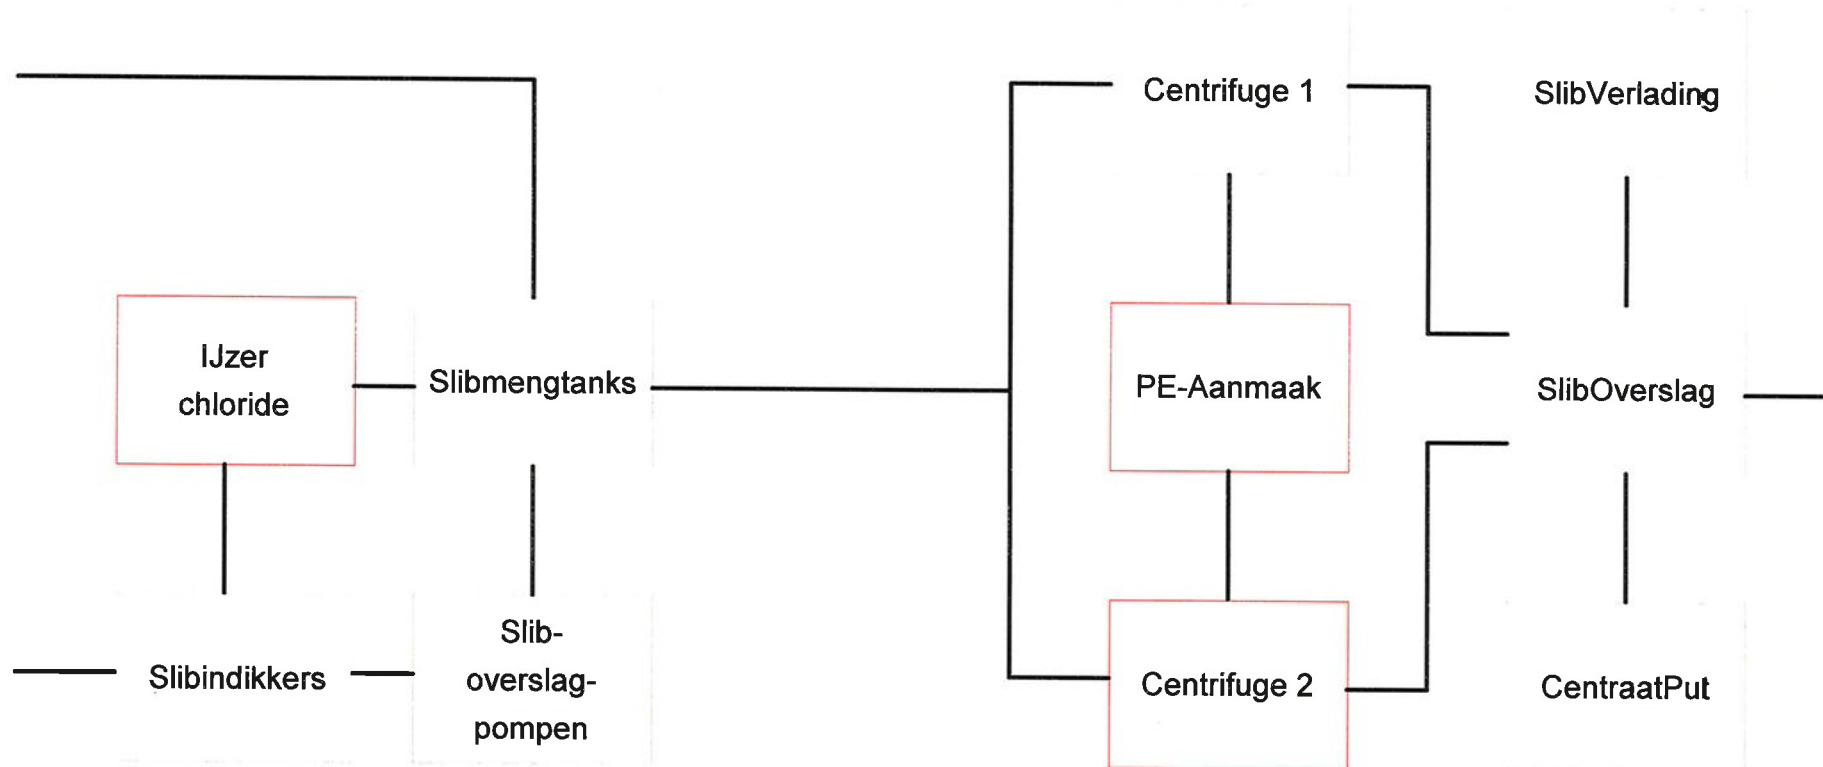 Centrifuge 1
SlibVerlading
IJzer
chloride
Slibmengtanks
PE-Aanmaak
SlibOverslag
Slibindikkers
Slib-
overslag-
pompen
Centrifuge 2
CentraatPut